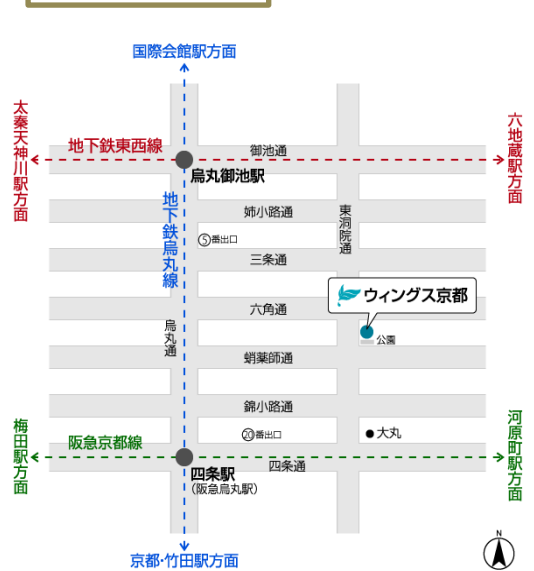 国際会館駅方面
太秦天神川駅方面
地下鉄東西線
御池通
六地蔵駅方面
烏丸御池駅
地下鉄烏丸線
姉小路通
東洞院通
⑤番出口
三条通
ウィングス京都
六角通
烏丸通
公園
蛸薬師通
錦小路通
梅田駅方面
阪急京都線
⑳番出口
大丸
河原町駅方面
四条駅
四条通
(阪急烏丸駅)
京都・竹田駅方面
N